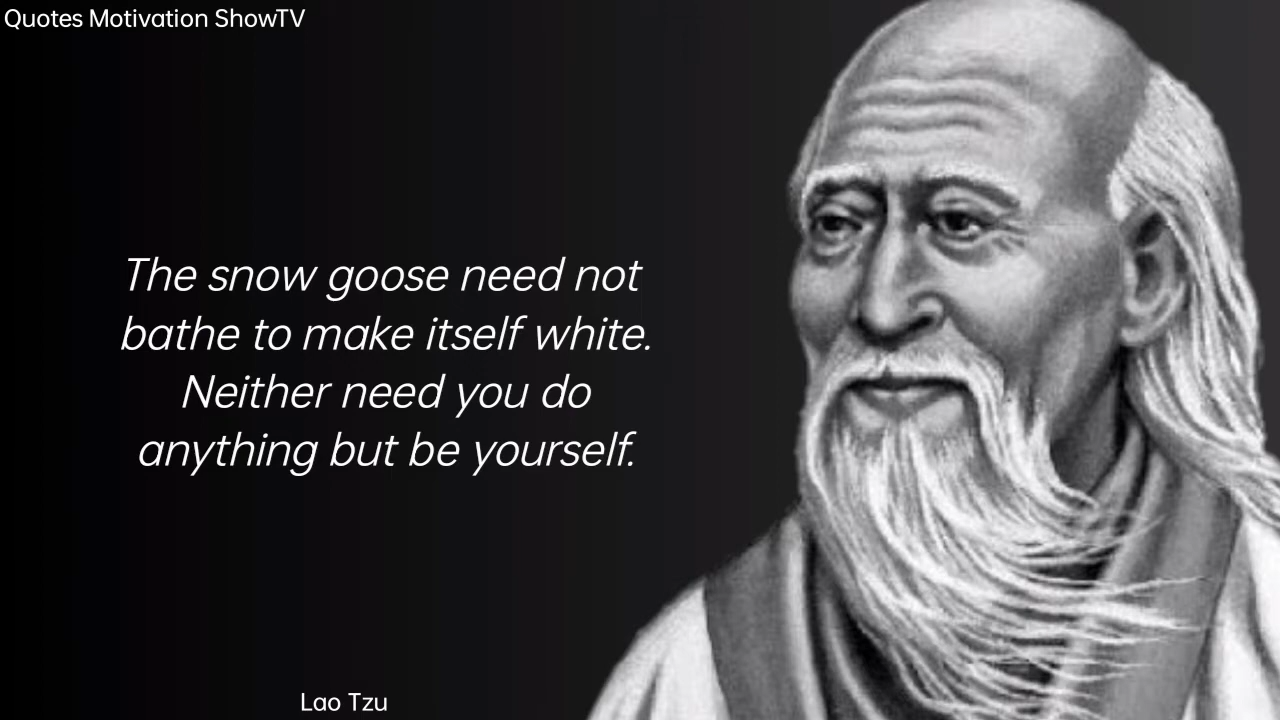 Quotes Motivation ShowTV
The snow goose need not
bathe to make itself white.
Neither need you do
anything but be yourself.
Lao Tzu